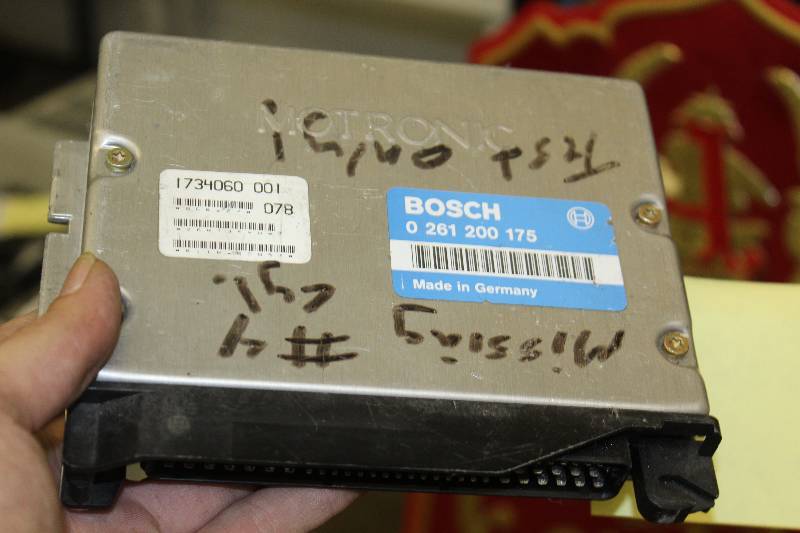 MOTRONIC
Test only!
1734060 001
078
BOSCH
0 261 200 175
Made in Germany
Missing #4
cyl.